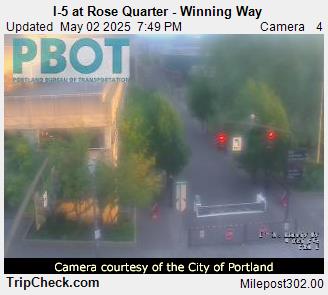 I-5 at Rose Quarter - Winning Way
Updated May 02 2025 7:49 PM Camera 4
PBOT
PORTLAND BUREAU OF TRANSPORTATION
Camera courtesy of the City of Portland
TripCheck.com Milepost302.00